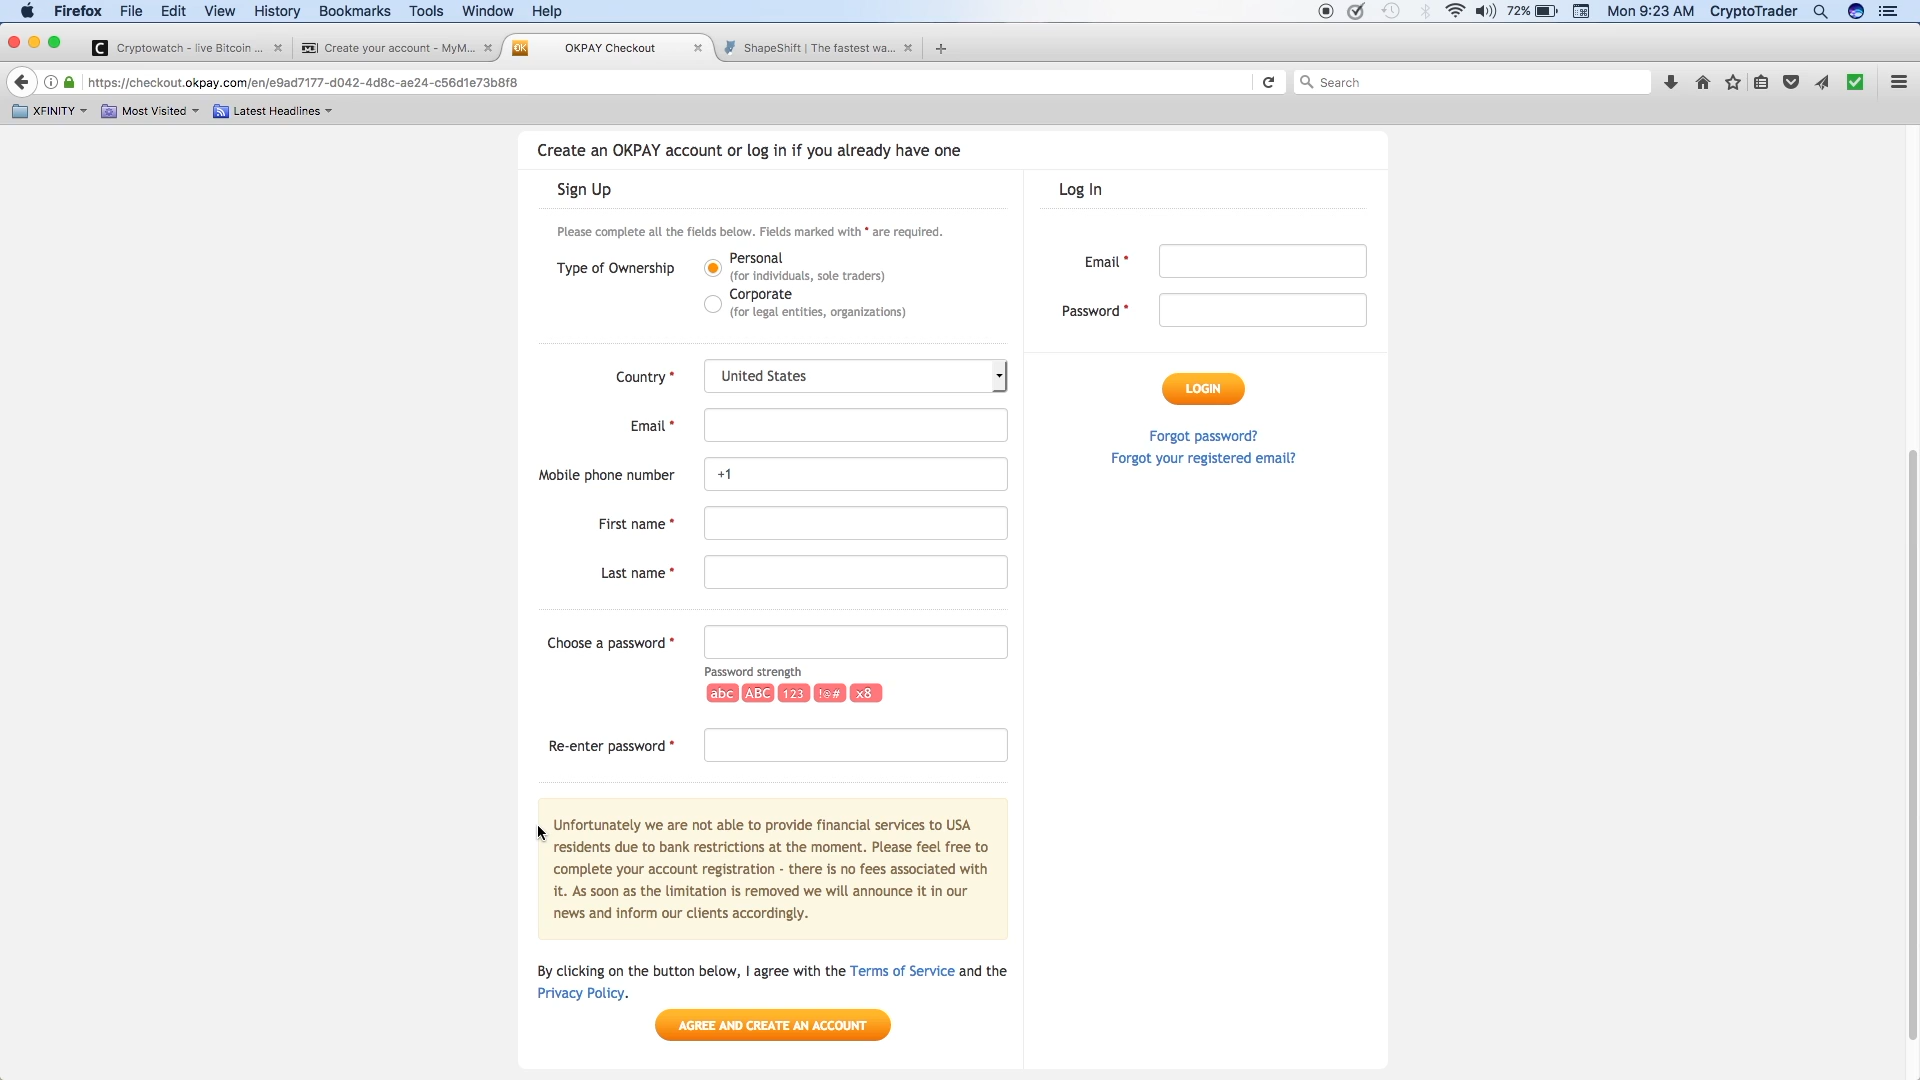 Firefox File Edit View History Bookmarks Tools Window Help 72% Mon 9:23 AM CryptoTrader
C Cryptowatch - live Bitcoin ... Create your account - MyM... OK OKPAY Checkout ShapeShift | The fastest wa...
https://checkout.okpay.com/en/e9ad7177-d042-4d8c-ae24-c56d1e73b8f8 Search
XFINITY Most Visited Latest Headlines
Create an OKPAY account or log in if you already have one
Sign Up
Please complete all the fields below. Fields marked with * are required.
Type of Ownership
Personal
(for individuals, sole traders)
Corporate
(for legal entities, organizations)
Country * United States
Email *
Mobile phone number +1
First name *
Last name *
Choose a password *
Password strength
abc ABC 123 !@# x8
Re-enter password *
Unfortunately we are not able to provide financial services to USA
residents due to bank restrictions at the moment. Please feel free to
complete your account registration - there is no fees associated with
it. As soon as the limitation is removed we will announce it in our
news and inform our clients accordingly.
By clicking on the button below, I agree with the Terms of Service and the
Privacy Policy.
AGREE AND CREATE AN ACCOUNT
Log In
Email *
Password *
LOGIN
Forgot password?
Forgot your registered email?